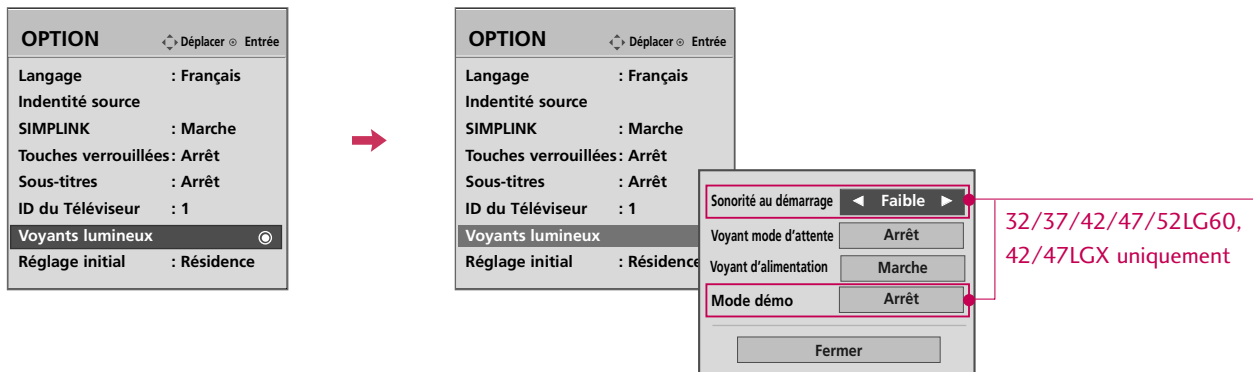 OPTION Déplacer Entrée
Langage : Français
Indentité source
SIMPLINK : Marche
Touches verrouillées : Arrêt
Sous-titres : Arrêt
ID du Téléviseur : 1
Voyants lumineux
Réglage initial : Résidence
OPTION Déplacer Entrée
Langage : Français
Indentité source
SIMPLINK : Marche
Touches verrouillées : Arrêt
Sous-titres : Arrêt
ID du Téléviseur : 1
Voyants lumineux
Réglage initial : Résidence
Sonorité au démarrage ◄ Faible ►
Voyant mode d'attente Arrêt
Voyant d'alimentation Marche
Mode démo Arrêt
Fermer
32/37/42/47/52LG60,
42/47LGX uniquement